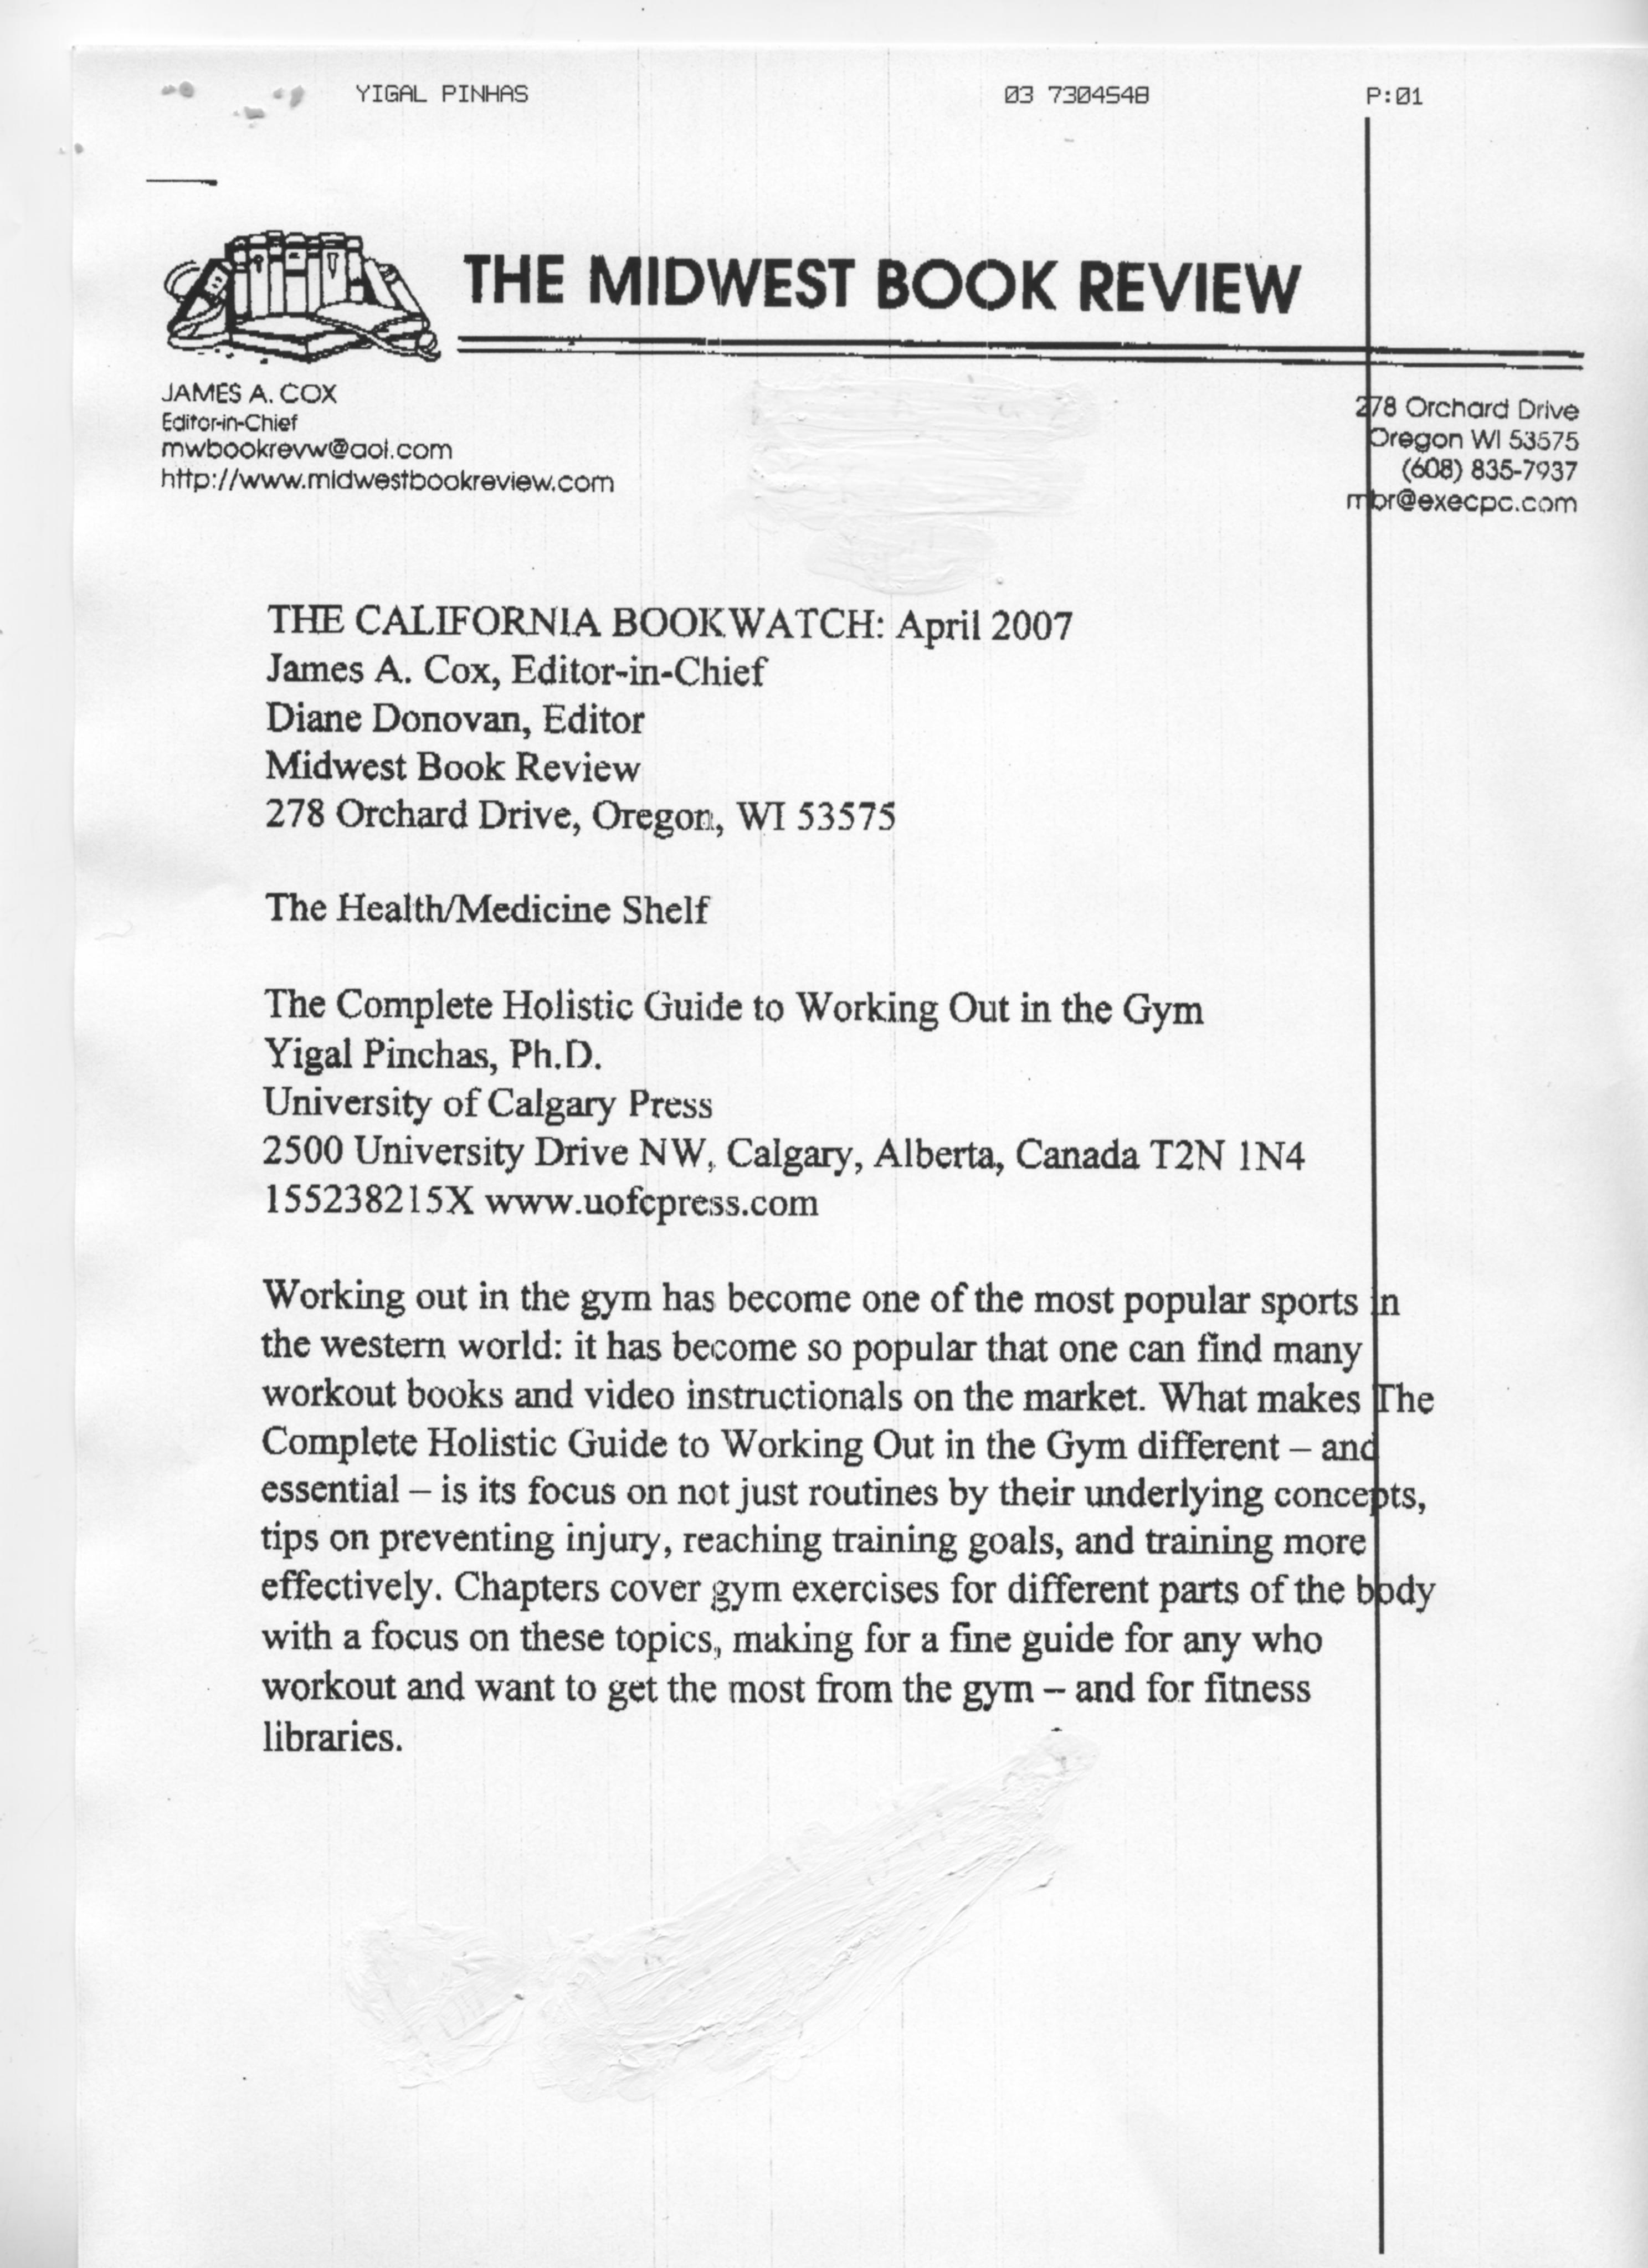 YIGAL PINHAS 03 7304548 P:01
THE MIDWEST BOOK REVIEW
JAMES A. COX
Editor-in-Chief
mwbookrevw@aol.com
http://www.midwestbookreview.com
278 Orchard Drive
Oregon WI 53575
(608) 835-7937
mbr@execpc.com
THE CALIFORNIA BOOKWATCH: April 2007
James A. Cox, Editor-in-Chief
Diane Donovan, Editor
Midwest Book Review
278 Orchard Drive, Oregon, WI 53575
The Health/Medicine Shelf
The Complete Holistic Guide to Working Out in the Gym
Yigal Pinchas, Ph.D.
University of Calgary Press
2500 University Drive NW, Calgary, Alberta, Canada T2N 1N4
155238215X www.uofcpress.com
Working out in the gym has become one of the most popular sports in
the western world: it has become so popular that one can find many
workout books and video instructionals on the market. What makes The
Complete Holistic Guide to Working Out in the Gym different – and
essential – is its focus on not just routines by their underlying concepts,
tips on preventing injury, reaching training goals, and training more
effectively. Chapters cover gym exercises for different parts of the body
with a focus on these topics, making for a fine guide for any who
workout and want to get the most from the gym – and for fitness
libraries.